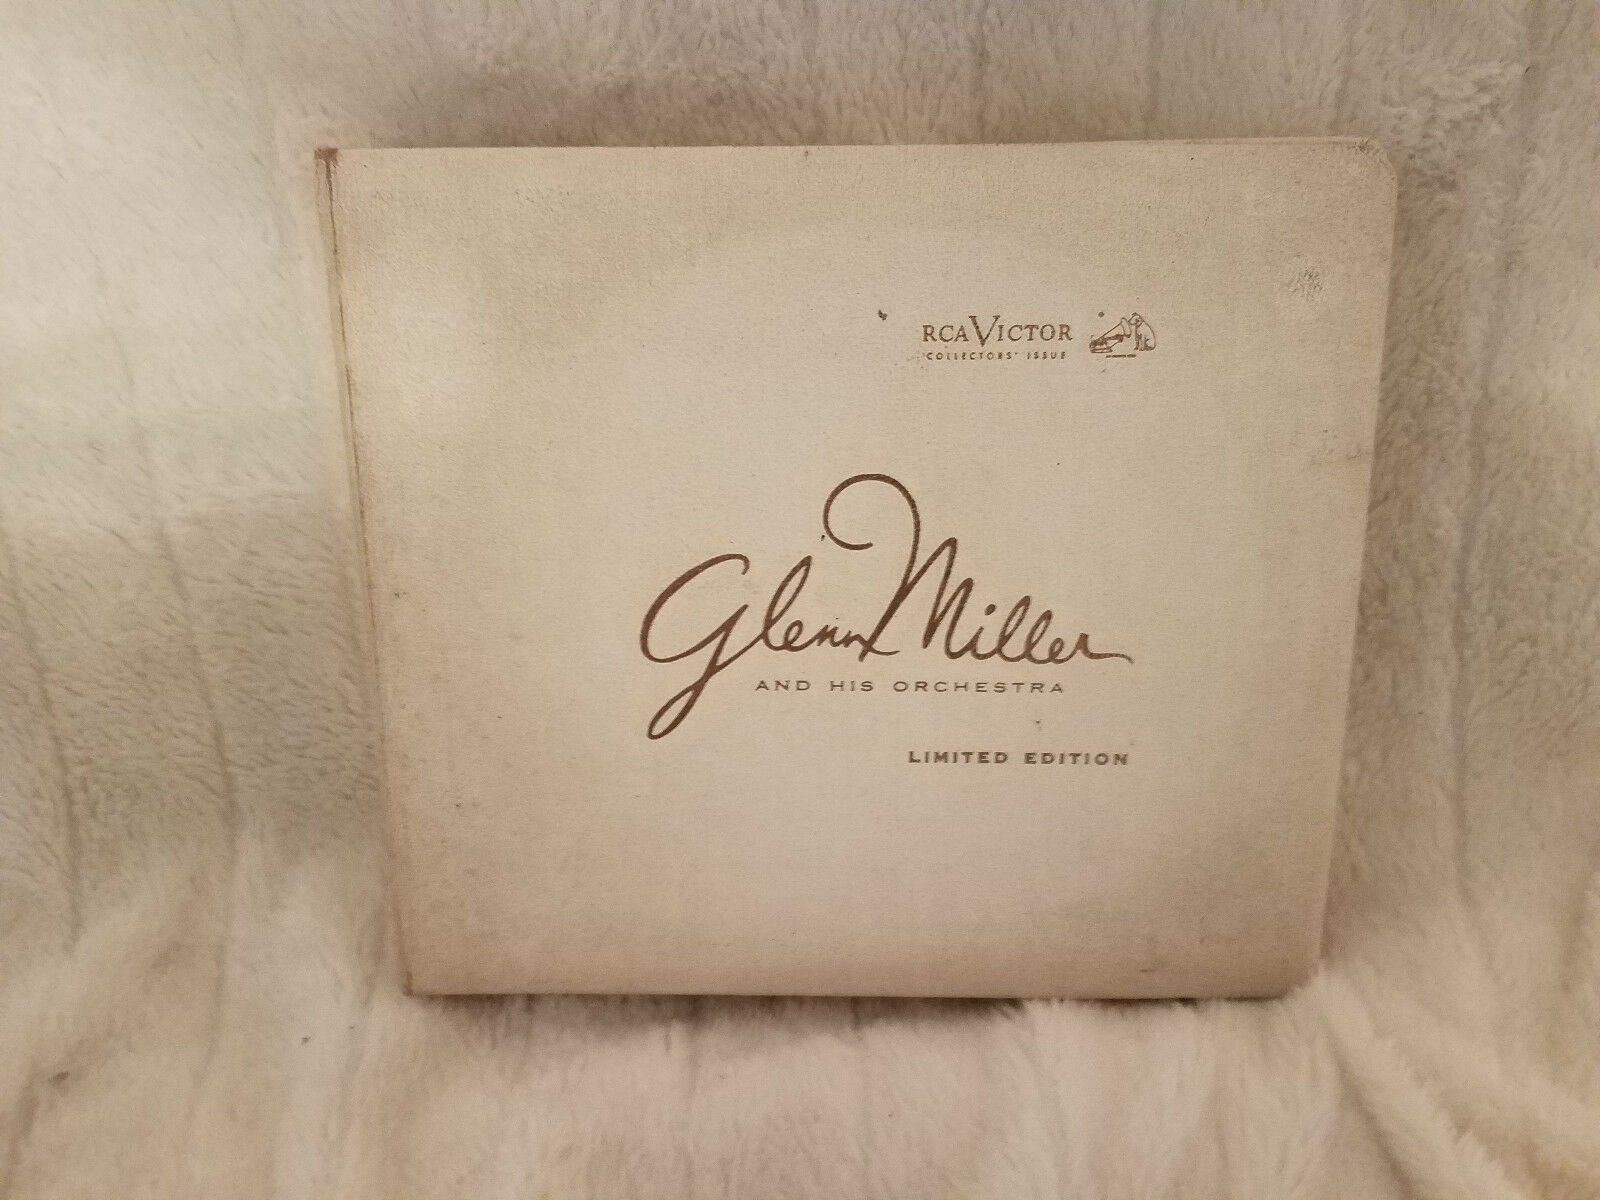 RCA VICTOR
COLLECTORS' ISSUE
Glenn Miller
AND HIS ORCHESTRA
LIMITED EDITION